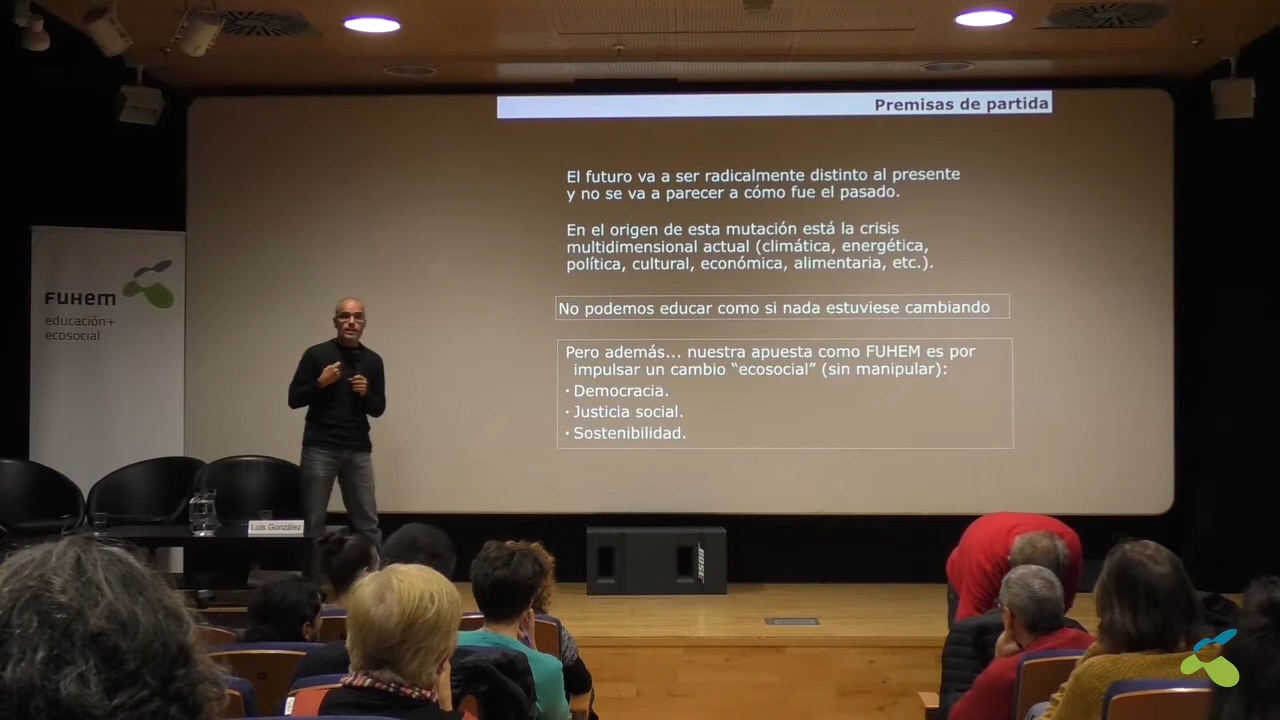 Premisas de partida
El futuro va a ser radicalmente distinto al presente
y no se va a parecer a cómo fue el pasado.
En el origen de esta mutación está la crisis
multidimensional actual (climática, energética,
política, cultural, económica, alimentaria, etc.).
No podemos educar como si nada estuviese cambiando
Pero además... nuestra apuesta como FUHEM es por
impulsar un cambio “ecosocial” (sin manipular):
· Democracia.
· Justicia social.
· Sostenibilidad.
FUHEM
educación+
ecosocial
Luis González
BOSE